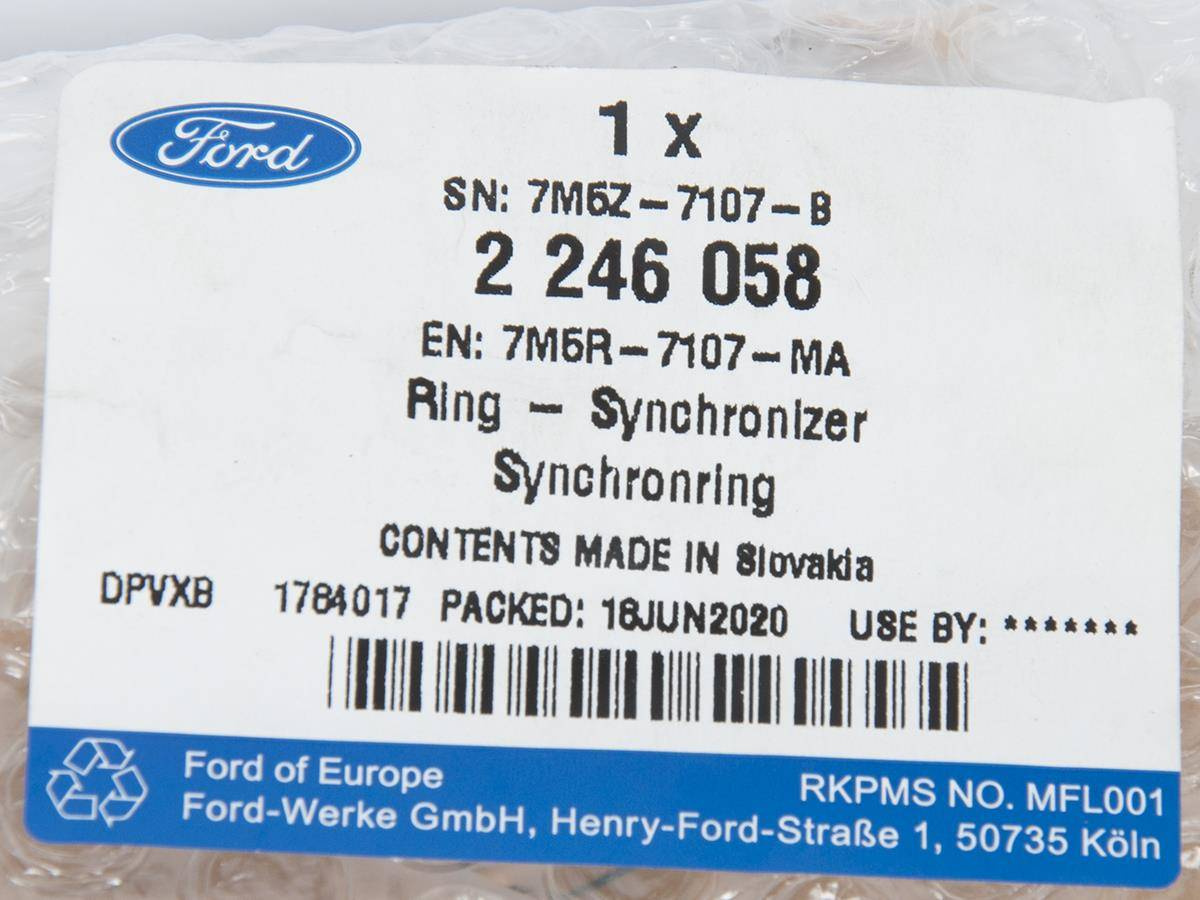 Ford
1 x
SN: 7M5Z-7107-B
2 246 058
EN: 7M5R-7107-MA
Ring - Synchronizer
Synchronring
CONTENTS MADE IN Slovakia
DPVXB 1784017 PACKED: 16JUN2020 USE BY: *******
Ford of Europe
RKPMS NO. MFL001
Ford-Werke GmbH, Henry-Ford-Straße 1, 50735 Köln